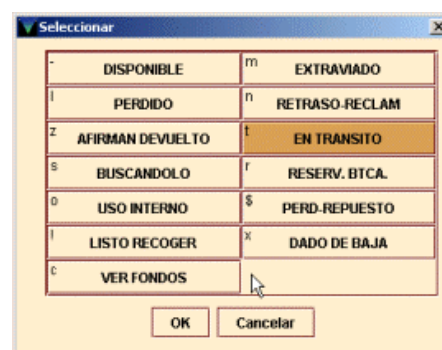 Seleccionar
- DISPONIBLE m EXTRAVIADO
l PERDIDO n RETRASO-RECLAM
z AFIRMAN DEVUELTO t EN TRANSITO
s BUSCANDOLO r RESERV. BTCA.
o USO INTERNO $ PERD-REPUESTO
! LISTO RECOGER x DADO DE BAJA
c VER FONDOS
OK Cancelar